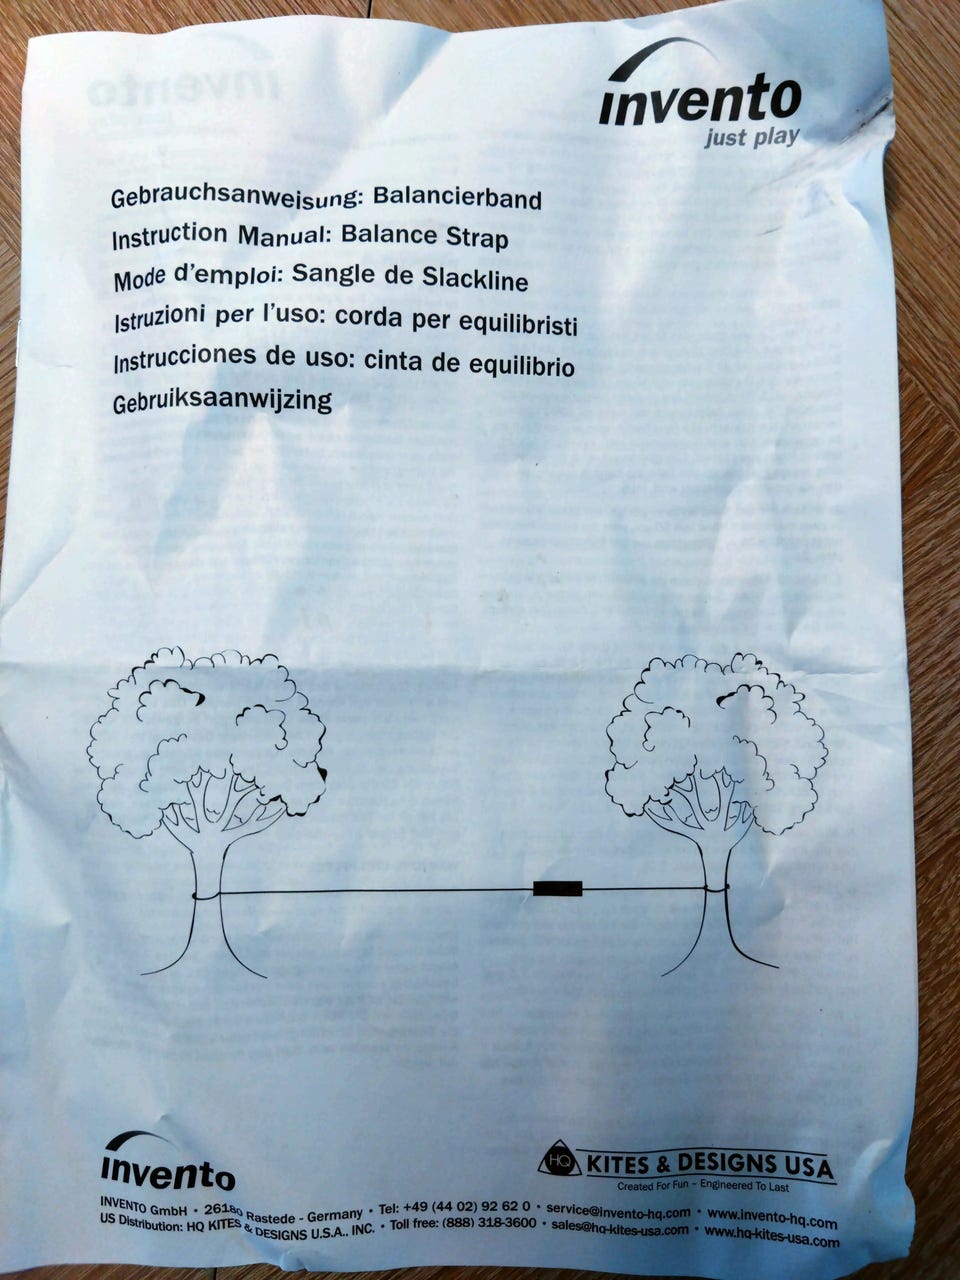 invento
just play
Gebrauchsanweisung: Balancierband
Instruction Manual: Balance Strap
Mode d'emploi: Sangle de Slackline
Istruzioni per l'uso: corda per equilibristi
Instrucciones de uso: cinta de equilibrio
Gebruiksaanwijzing
invento
HQ KITES & DESIGNS USA
Created For Fun – Engineered To Last
INVENTO GmbH • 26180 Rastede - Germany • Tel: +49 (44 02) 92 62 0 • service@invento-hq.com • www.invento-hq.com
US Distribution: HQ KITES & DESIGNS U.S.A., INC. • Toll free: (888) 318-3600 • sales@hq-kites-usa.com • www.hq-kites-usa.com